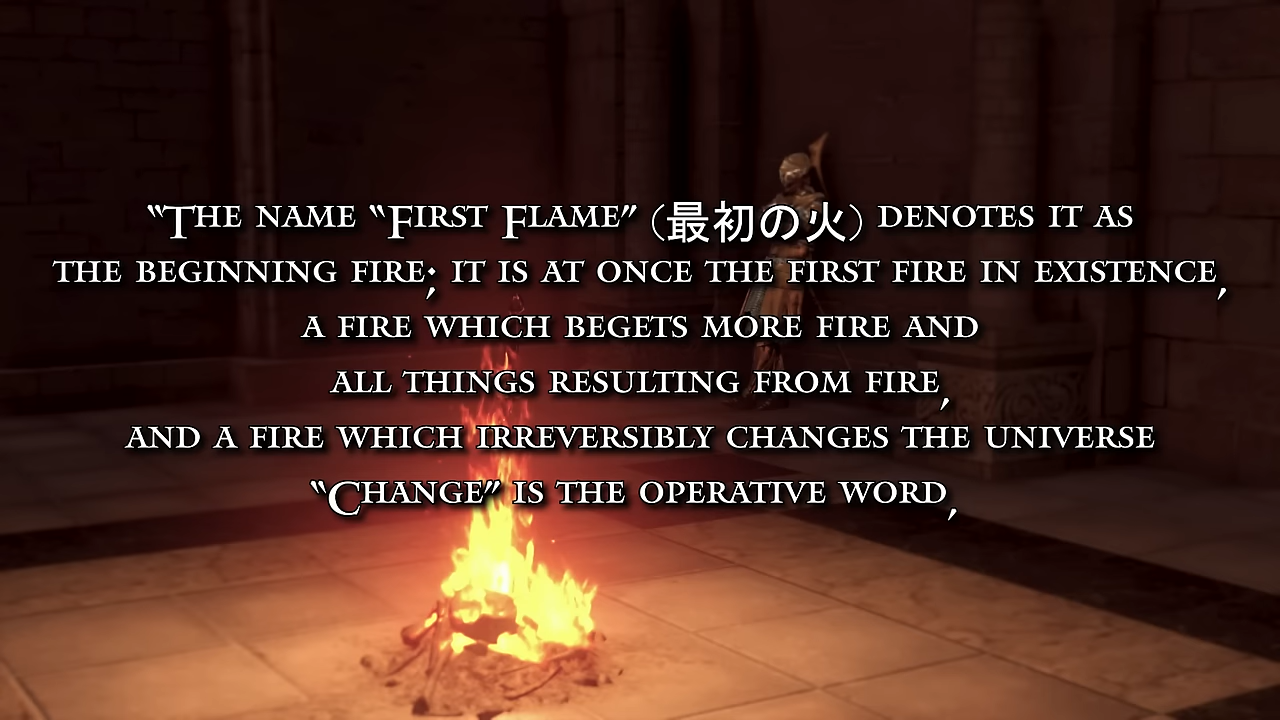 “The name “First Flame” (最初の火) denotes it as
the beginning fire; it is at once the first fire in existence,
a fire which begets more fire and
all things resulting from fire,
and a fire which irreversibly changes the universe
“Change” is the operative word,